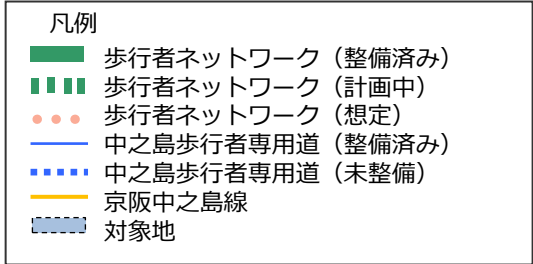 凡例
歩行者ネットワーク（整備済み）
歩行者ネットワーク（計画中）
歩行者ネットワーク（想定）
中之島歩行者専用道（整備済み）
中之島歩行者専用道（未整備）
京阪中之島線
対象地